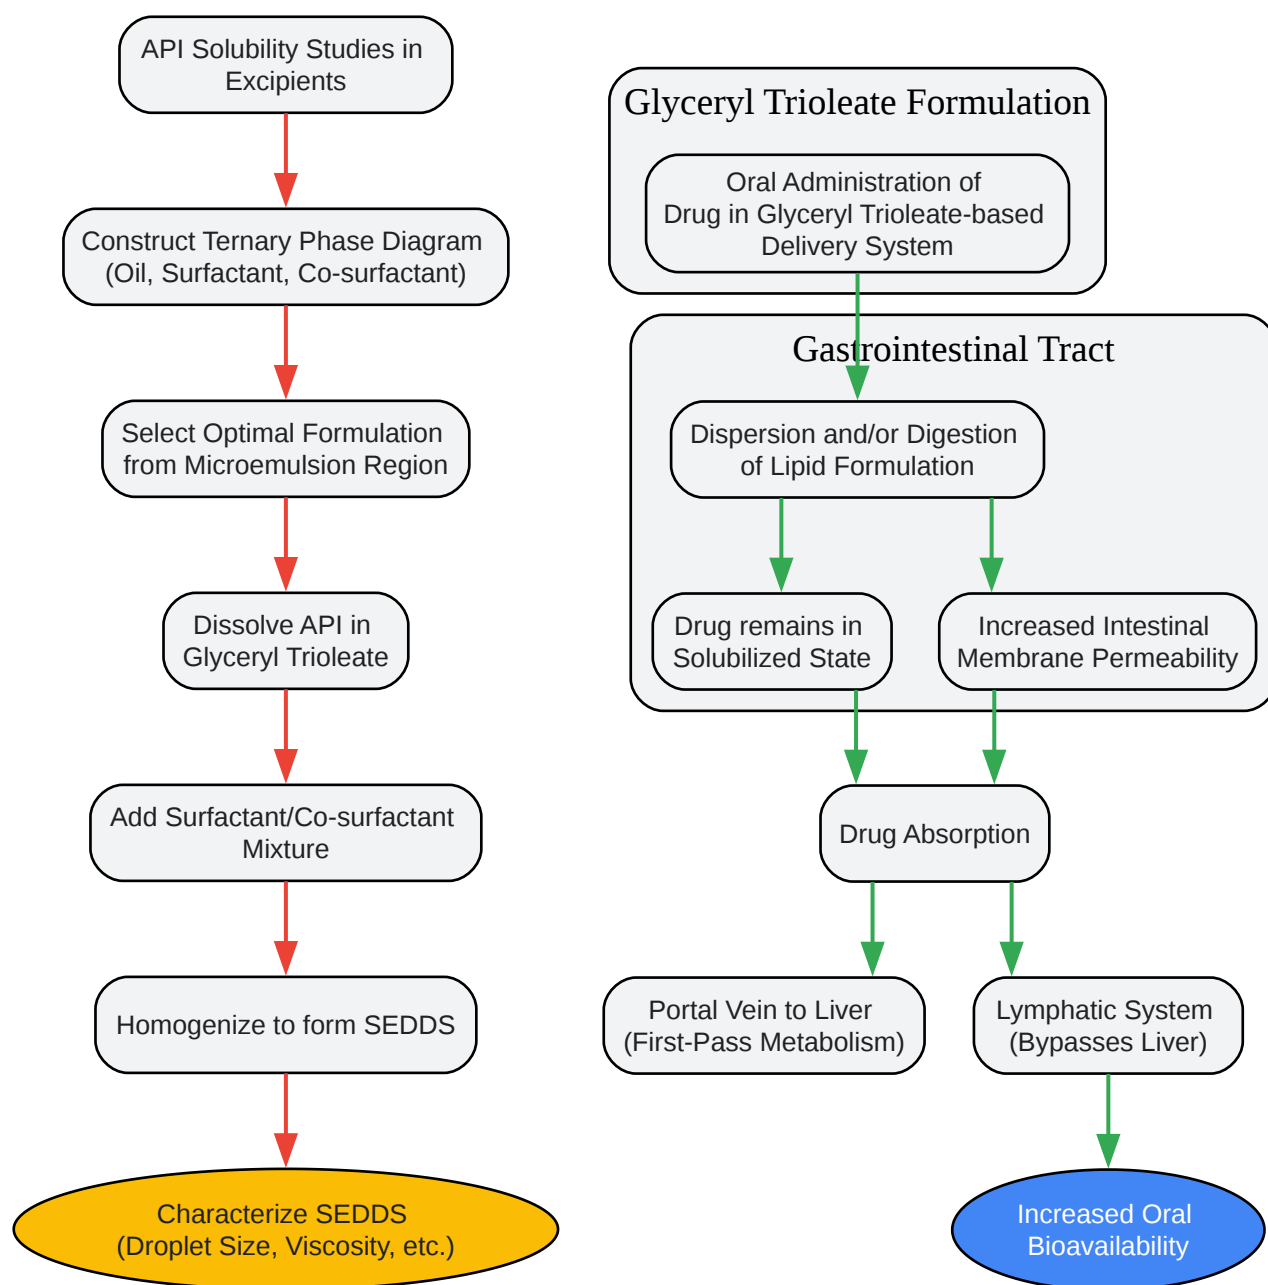 API Solubility Studies in
Excipients
Construct Ternary Phase Diagram
(Oil, Surfactant, Co-surfactant)
Select Optimal Formulation
from Microemulsion Region
Dissolve API in
Glyceryl Trioleate
Add Surfactant/Co-surfactant
Mixture
Homogenize to form SEDDS
Characterize SEDDS
(Droplet Size, Viscosity, etc.)
Glyceryl Trioleate Formulation
Oral Administration of
Drug in Glyceryl Trioleate-based
Delivery System
Gastrointestinal Tract
Dispersion and/or Digestion
of Lipid Formulation
Drug remains in
Solubilized State
Increased Intestinal
Membrane Permeability
Drug Absorption
Portal Vein to Liver
(First-Pass Metabolism)
Lymphatic System
(Bypasses Liver)
Increased Oral
Bioavailability